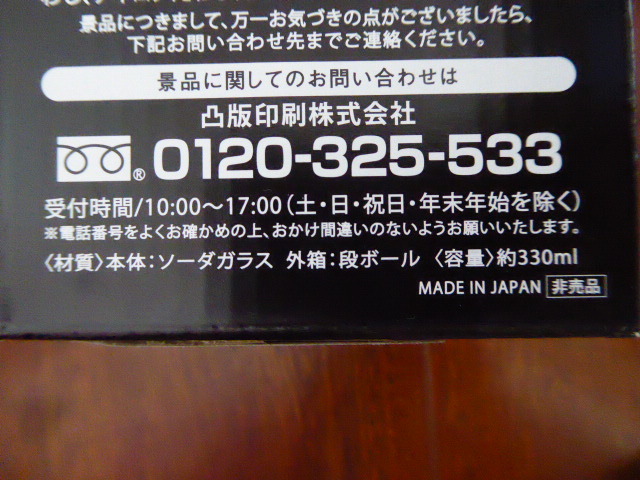 景品につきまして、万一お気づきの点がございましたら、
下記お問い合わせ先までご連絡ください。
景品に関してのお問い合わせは
凸版印刷株式会社
®0120-325-533
受付時間/10:00〜17:00(土・日・祝日・年末年始を除く)
※電話番号をよくお確かめの上、おかけ間違いのないようお願いいたします。
〈材質〉本体:ソーダガラス 外箱:段ボール 〈容量〉約330ml
MADE IN JAPAN 非売品